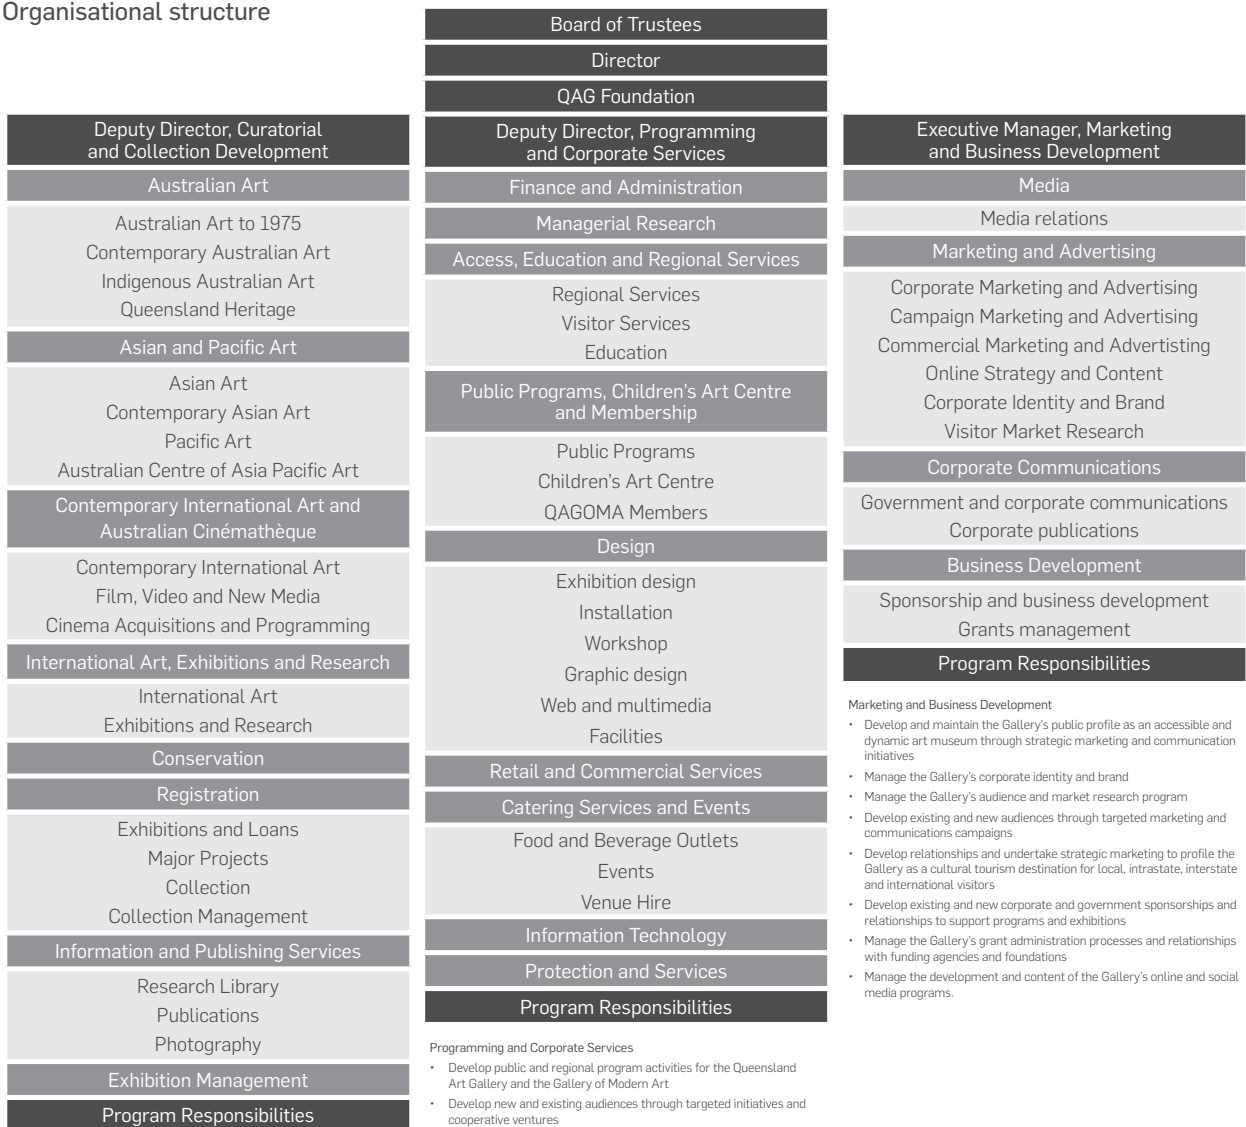 Organisational structure
Board of Trustees
Director
QAG Foundation
Deputy Director, Curatorial
and Collection Development
Australian Art
Australian Art to 1975
Contemporary Australian Art
Indigenous Australian Art
Queensland Heritage
Asian and Pacific Art
Asian Art
Contemporary Asian Art
Pacific Art
Australian Centre of Asia Pacific Art
Contemporary International Art and
Australian Cinémathèque
Contemporary International Art
Film, Video and New Media
Cinema Acquisitions and Programming
International Art, Exhibitions and Research
International Art
Exhibitions and Research
Conservation
Registration
Exhibitions and Loans
Major Projects
Collection
Collection Management
Information and Publishing Services
Research Library
Publications
Photography
Exhibition Management
Program Responsibilities
Deputy Director, Programming
and Corporate Services
Finance and Administration
Managerial Research
Access, Education and Regional Services
Regional Services
Visitor Services
Education
Public Programs, Children's Art Centre
and Membership
Public Programs
Children's Art Centre
QAGOMA Members
Design
Exhibition design
Installation
Workshop
Graphic design
Web and multimedia
Facilities
Retail and Commercial Services
Catering Services and Events
Food and Beverage Outlets
Events
Venue Hire
Information Technology
Protection and Services
Program Responsibilities
Programming and Corporate Services
• Develop public and regional program activities for the Queensland
Art Gallery and the Gallery of Modern Art
• Develop new and existing audiences through targeted initiatives and
cooperative ventures
Executive Manager, Marketing
and Business Development
Media
Media relations
Marketing and Advertising
Corporate Marketing and Advertising
Campaign Marketing and Advertising
Commercial Marketing and Advertisting
Online Strategy and Content
Corporate Identity and Brand
Visitor Market Research
Corporate Communications
Government and corporate communications
Corporate publications
Business Development
Sponsorship and business development
Grants management
Program Responsibilities
Marketing and Business Development
• Develop and maintain the Gallery's public profile as an accessible and
dynamic art museum through strategic marketing and communication
initiatives
• Manage the Gallery's corporate identity and brand
• Manage the Gallery's audience and market research program
• Develop existing and new audiences through targeted marketing and
communications campaigns
• Develop relationships and undertake strategic marketing to profile the
Gallery as a cultural tourism destination for local, intrastate, interstate
and international visitors
• Develop existing and new corporate and government sponsorships and
relationships to support programs and exhibitions
• Manage the Gallery's grant administration processes and relationships
with funding agencies and foundations
• Manage the development and content of the Gallery's online and social
media programs.